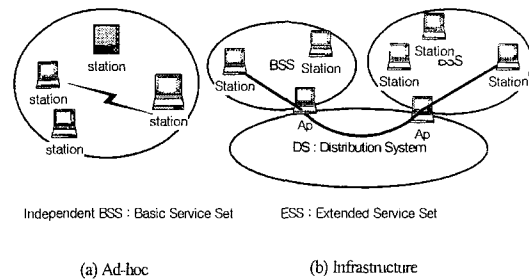 station
station
station
station
Independent BSS : Basic Service Set
(a) Ad-hoc
BSS
Station
Station
Station
Station
Station
Ap
Ap
DS : Distribution System
ESS : Extended Service Set
(b) Infrastructure